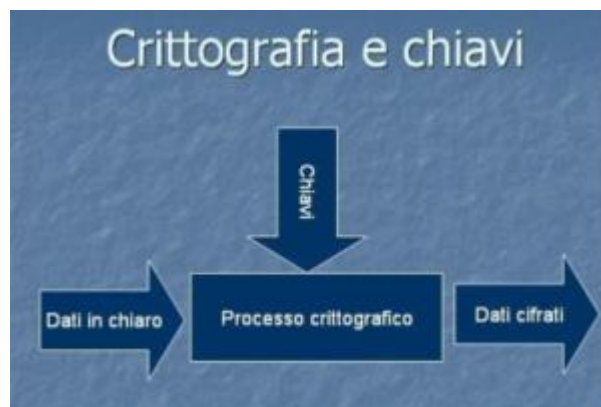 Crittografia e chiavi
Chiavi
Dati in chiaro
Processo crittografico
Dati cifrati